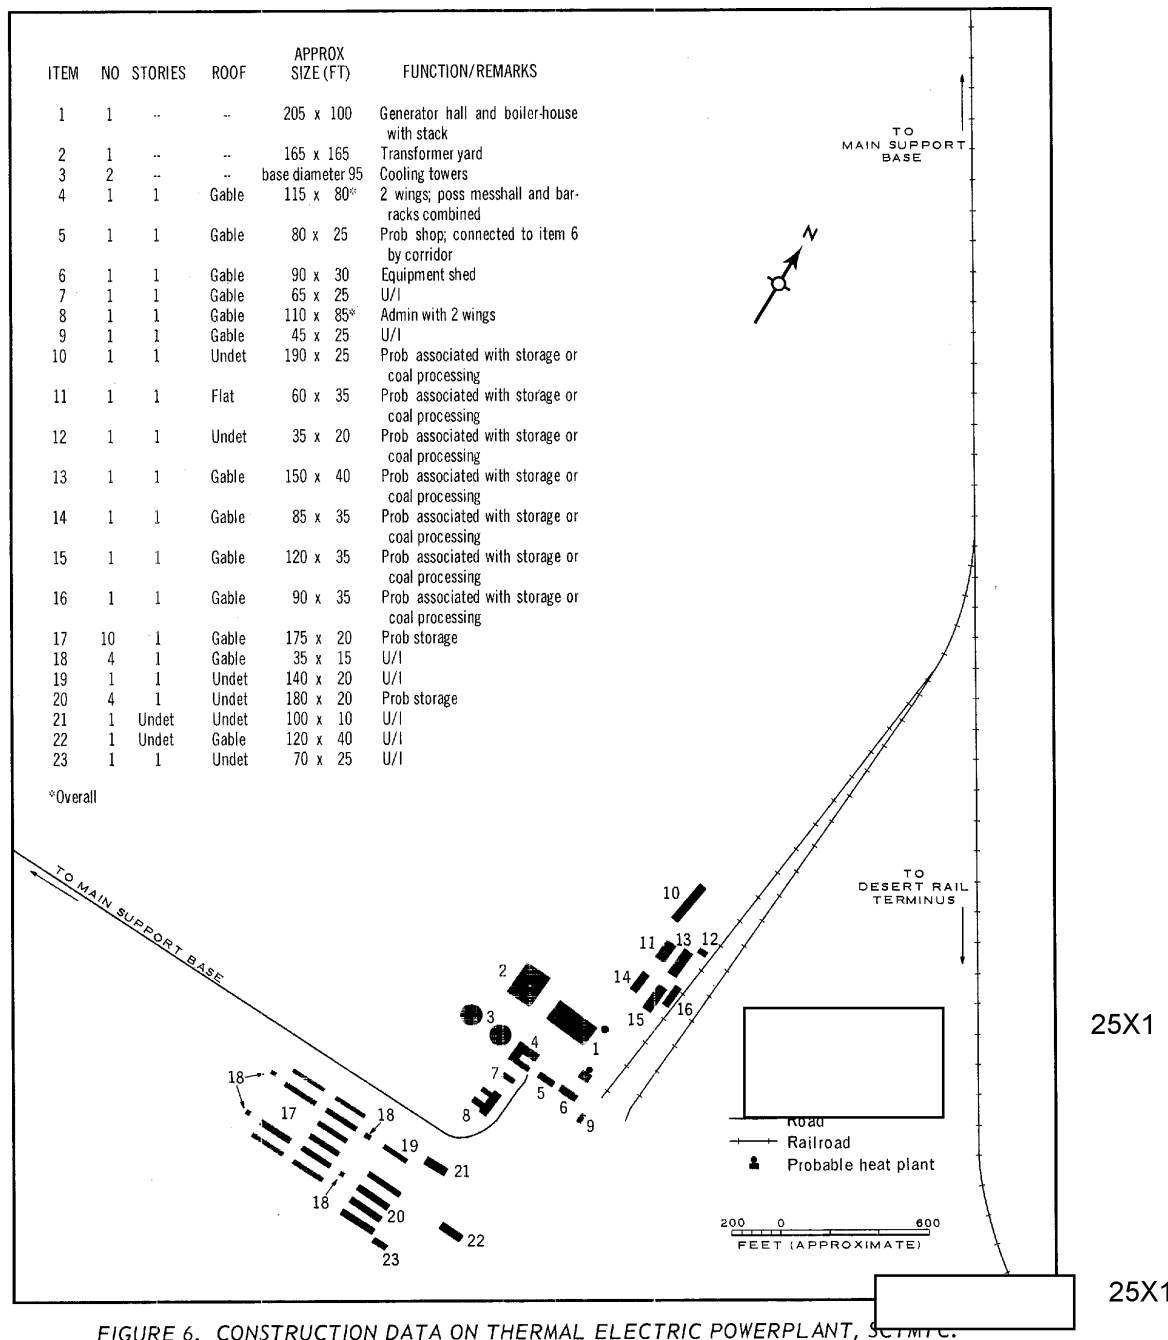 APPROX
ITEM NO STORIES ROOF SIZE (FT) FUNCTION/REMARKS
1 1 -- -- 205 x 100 Generator hall and boiler-house
with stack
2 1 -- -- 165 x 165 Transformer yard
3 2 -- -- base diameter 95 Cooling towers
4 1 1 Gable 115 x 80* 2 wings; poss messhall and bar-
racks combined
5 1 1 Gable 80 x 25 Prob shop; connected to item 6
by corridor
6 1 1 Gable 90 x 30 Equipment shed
7 1 1 Gable 65 x 25 U/I
8 1 1 Gable 110 x 85* Admin with 2 wings
9 1 1 Gable 45 x 25 U/I
10 1 1 Undet 190 x 25 Prob associated with storage or
coal processing
11 1 1 Flat 60 x 35 Prob associated with storage or
coal processing
12 1 1 Undet 35 x 20 Prob associated with storage or
coal processing
13 1 1 Gable 150 x 40 Prob associated with storage or
coal processing
14 1 1 Gable 85 x 35 Prob associated with storage or
coal processing
15 1 1 Gable 120 x 35 Prob associated with storage or
coal processing
16 1 1 Gable 90 x 35 Prob associated with storage or
coal processing
17 10 1 Gable 175 x 20 Prob storage
18 4 1 Gable 35 x 15 U/I
19 1 1 Undet 140 x 20 U/I
20 4 1 Undet 180 x 20 Prob storage
21 1 Undet Undet 100 x 10 U/I
22 1 Undet Gable 120 x 40 U/I
23 1 1 Undet 70 x 25 U/I
*Overall
TO
MAIN SUPPORT
BASE
N
TO MAIN SUPPORT BASE
TO
DESERT RAIL
TERMINUS
10
11 13 12
14
15 16
2
3
1
4
7
5
6
8
9
18
17
18
19
21
18
20
22
23
25X1
Road
Railroad
Probable heat plant
200 0 600
FEET (APPROXIMATE)
25X1
FIGURE 6. CONSTRUCTION DATA ON THERMAL ELECTRIC POWERPLANT,